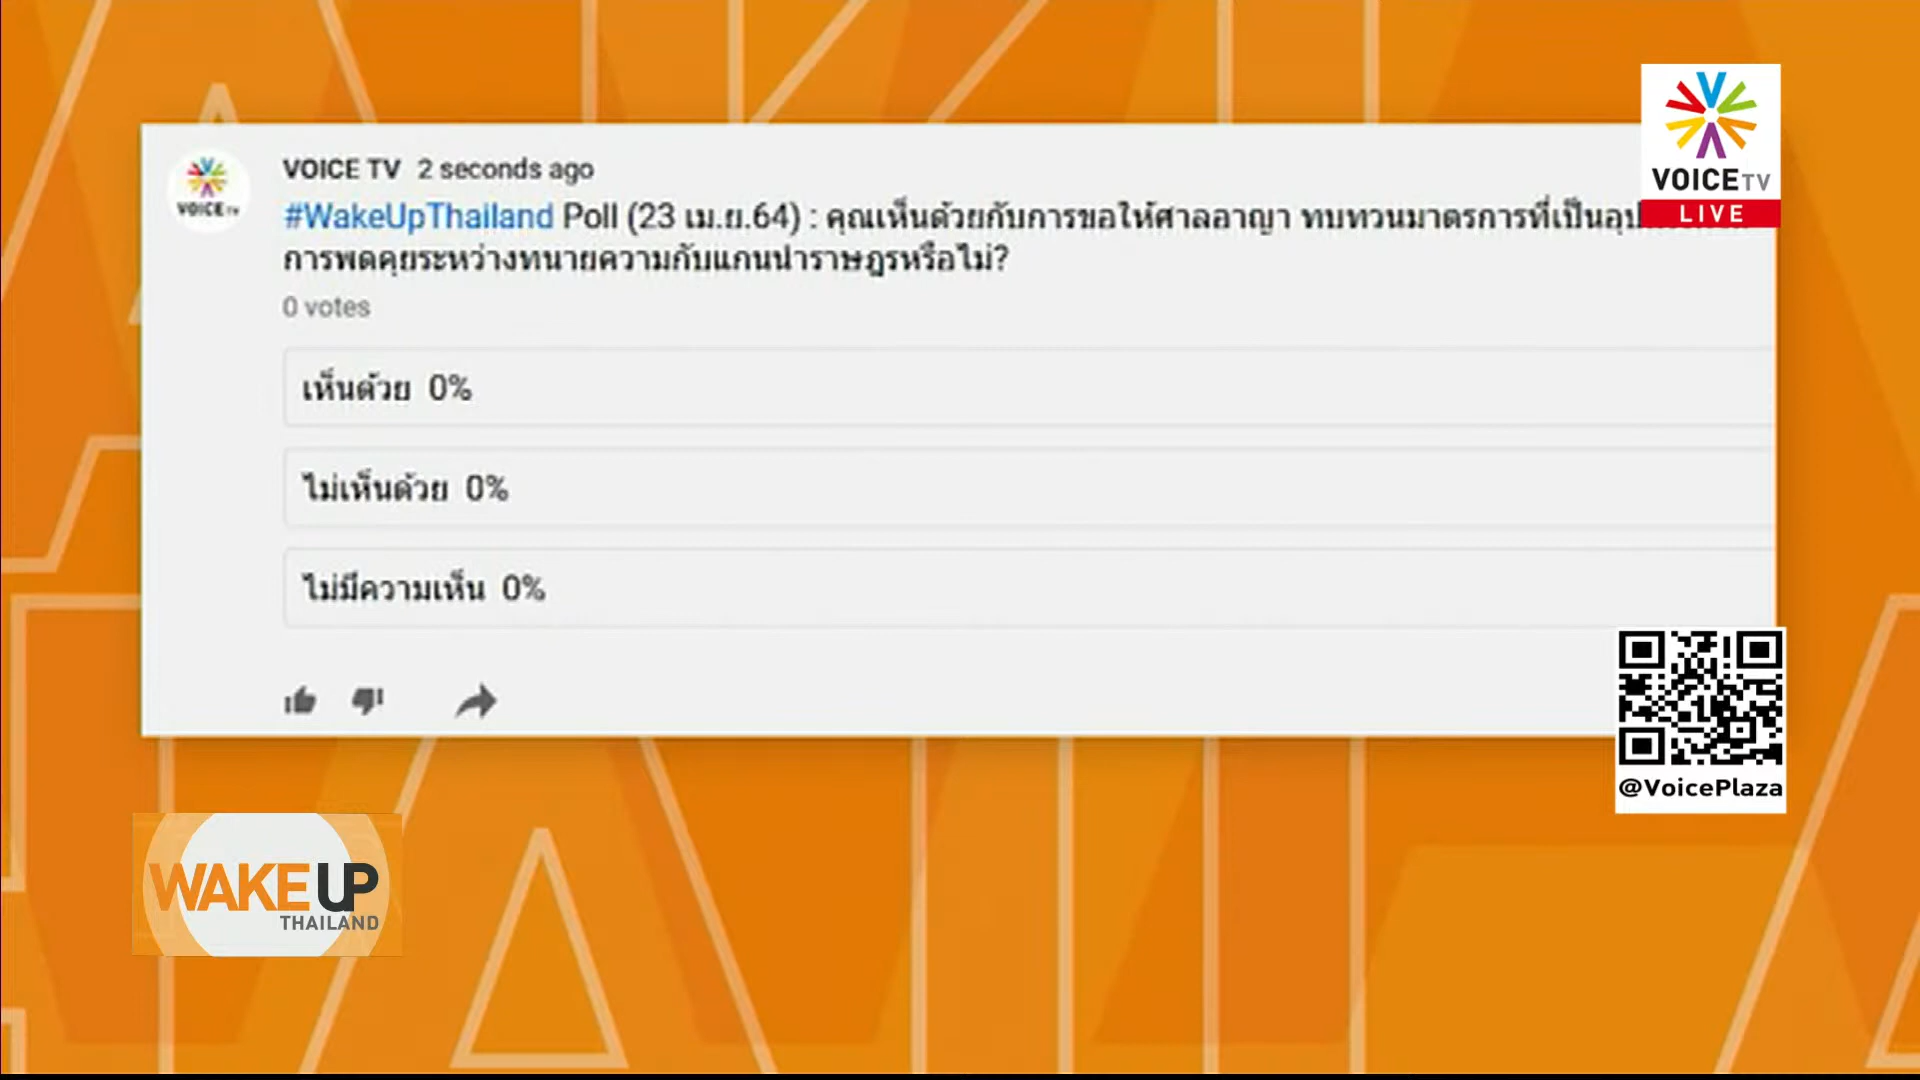 VOICE TV 2 seconds ago
#WakeUpThailand Poll (23 เม.ย.64) : คุณเห็นด้วยกับการขอให้ศาลอาญา ทบทวนมาตรการที่เป็น
การพูดคุยระหว่างทนายความกับแกนนำราษฎรหรือไม่?
0 votes
เห็นด้วย 0%
ไม่เห็นด้วย 0%
ไม่มีความเห็น 0%
VOICE TV
VOICE TV
LIVE
@VoicePlaza
WAKE UP
THAILAND